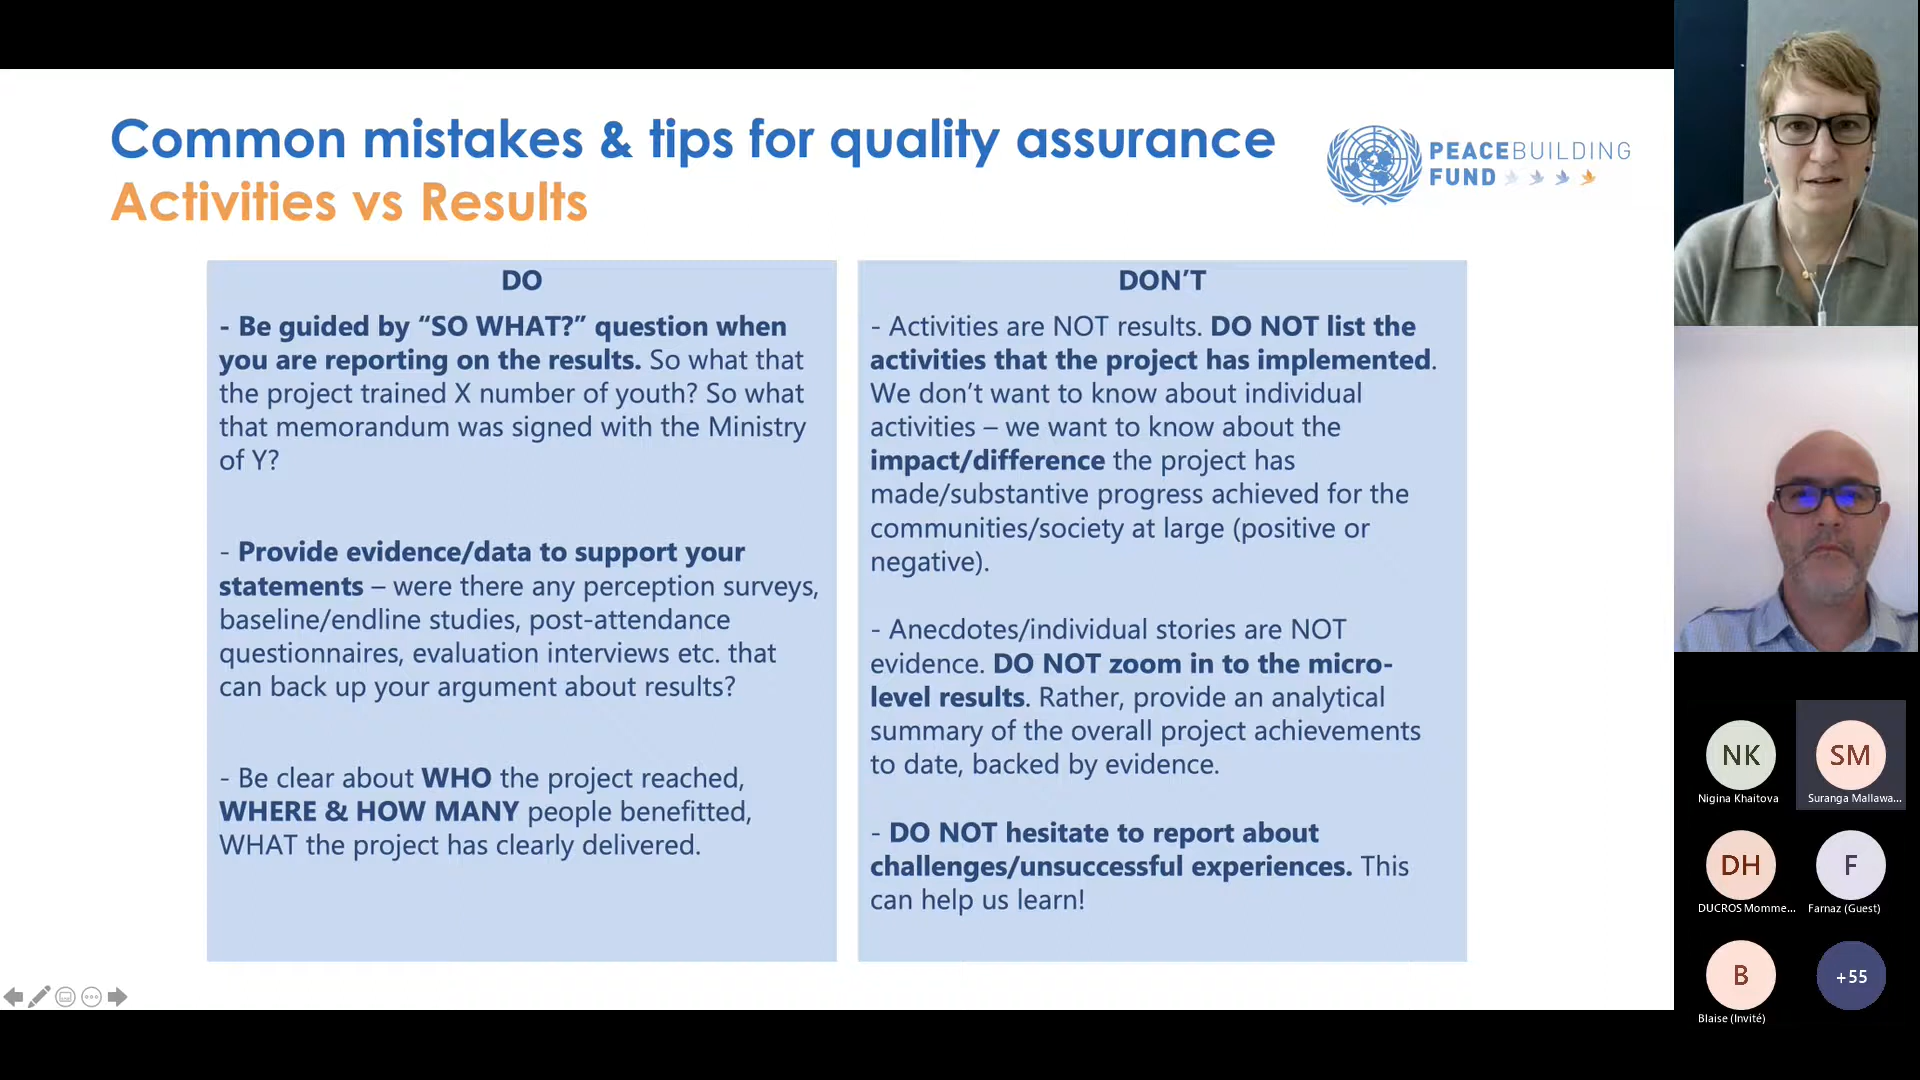 Common mistakes & tips for quality assurance
Activities vs Results
PEACEBUILDING
FUND
DO
- Be guided by “SO WHAT?” question when
you are reporting on the results. So what that
the project trained X number of youth? So what
that memorandum was signed with the Ministry
of Y?
- Provide evidence/data to support your
statements – were there any perception surveys,
baseline/endline studies, post-attendance
questionnaires, evaluation interviews etc. that
can back up your argument about results?
- Be clear about WHO the project reached,
WHERE & HOW MANY people benefitted,
WHAT the project has clearly delivered.
DON’T
- Activities are NOT results. DO NOT list the
activities that the project has implemented.
We don’t want to know about individual
activities – we want to know about the
impact/difference the project has
made/substantive progress achieved for the
communities/society at large (positive or
negative).
- Anecdotes/individual stories are NOT
evidence. DO NOT zoom in to the micro-
level results. Rather, provide an analytical
summary of the overall project achievements
to date, backed by evidence.
- DO NOT hesitate to report about
challenges/unsuccessful experiences. This
can help us learn!
NK
Nigina Khaitova
SM
Suranga Mallawa...
DH
DUCROS Momme...
F
Farnaz (Guest)
B
Blaise (Invité)
+55